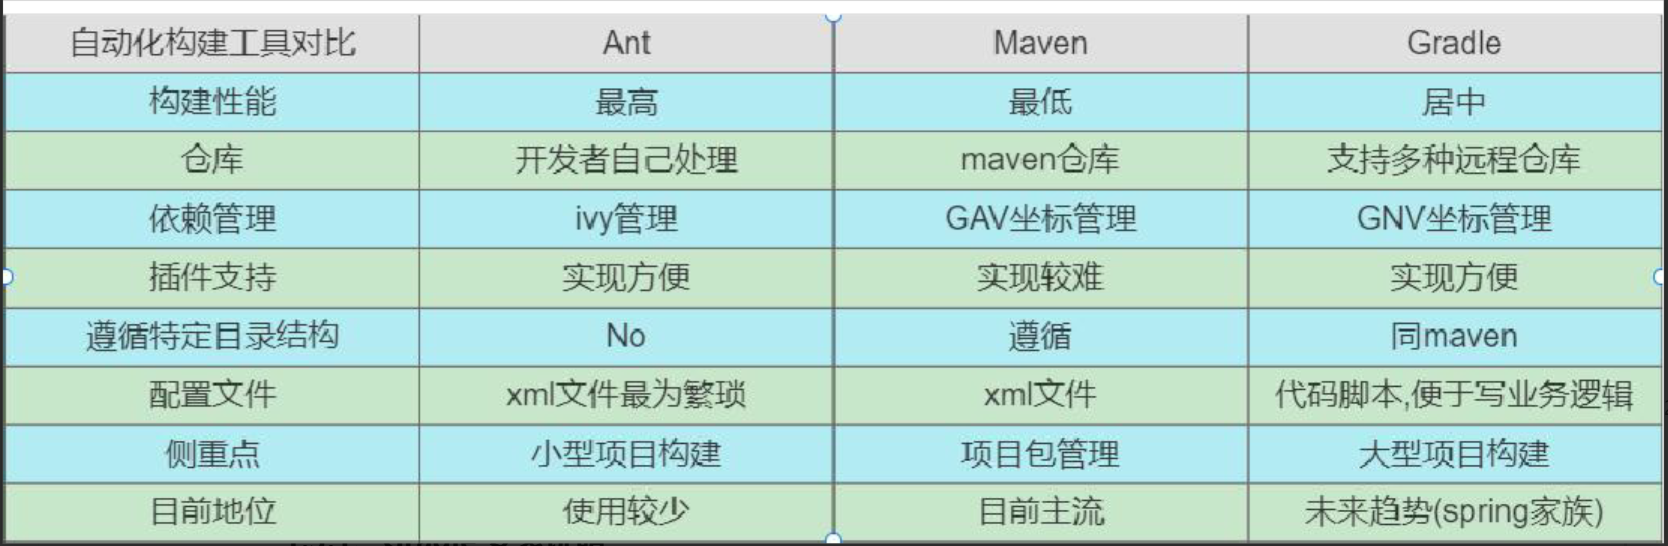 自动化构建工具对比 Ant Maven Gradle
构建性能 最高 最低 居中
仓库 开发者自己处理 maven仓库 支持多种远程仓库
依赖管理 ivy管理 GAV坐标管理 GNV坐标管理
插件支持 实现方便 实现较难 实现方便
遵循特定目录结构 No 遵循 同maven
配置文件 xml文件最为繁琐 xml文件 代码脚本,便于写业务逻辑
侧重点 小型项目构建 项目包管理 大型项目构建
目前地位 使用较少 目前主流 未来趋势(spring家族)